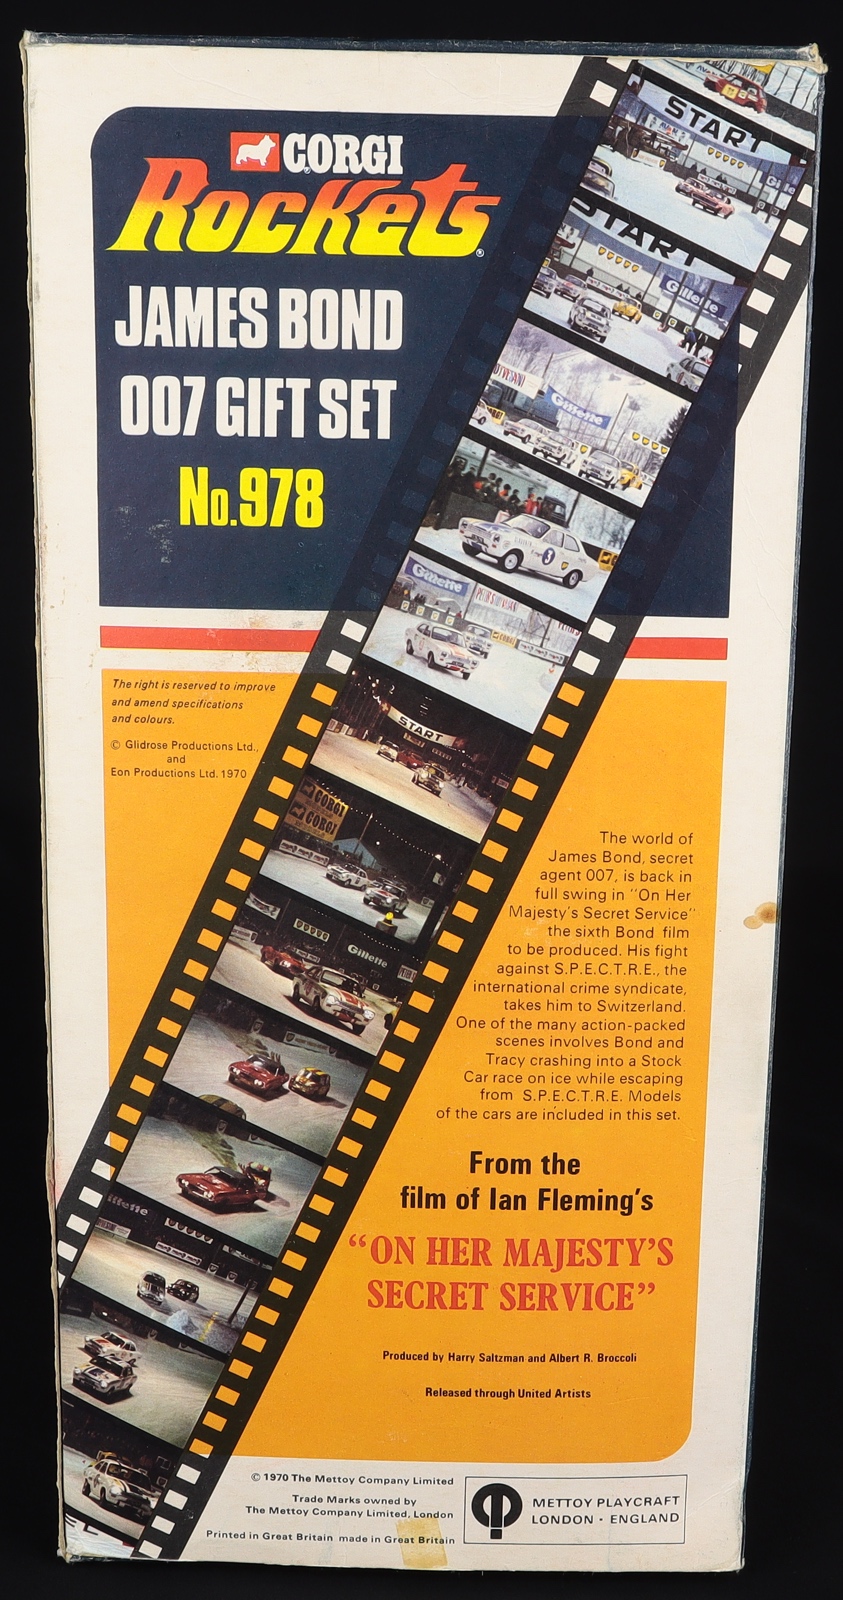 CORGI
Rockets®
JAMES BOND
007 GIFT SET
No.978
START
Gillette
START
Gillette
Gillette
3
Gillette
CORGI
START
CORGI
CORGI
Gillette
The right is reserved to improve
and amend specifications
and colours.
© Glidrose Productions Ltd.,
and
Eon Productions Ltd. 1970
The world of
James Bond, secret
agent 007, is back in
full swing in "On Her
Majesty's Secret Service"
the sixth Bond film
to be produced. His fight
against S.P.E.C.T.R.E., the
international crime syndicate,
takes him to Switzerland.
One of the many action-packed
scenes involves Bond and
Tracy crashing into a Stock
Car race on ice while escaping
from S.P.E.C.T.R.E. Models
of the cars are included in this set.
From the
film of Ian Fleming's
"ON HER MAJESTY'S
SECRET SERVICE"
Produced by Harry Saltzman and Albert R. Broccoli
Released through United Artists
© 1970 The Mettoy Company Limited
Trade Marks owned by
The Mettoy Company Limited, London
Printed in Great Britain made in Great Britain
METTOY PLAYCRAFT
LONDON · ENGLAND